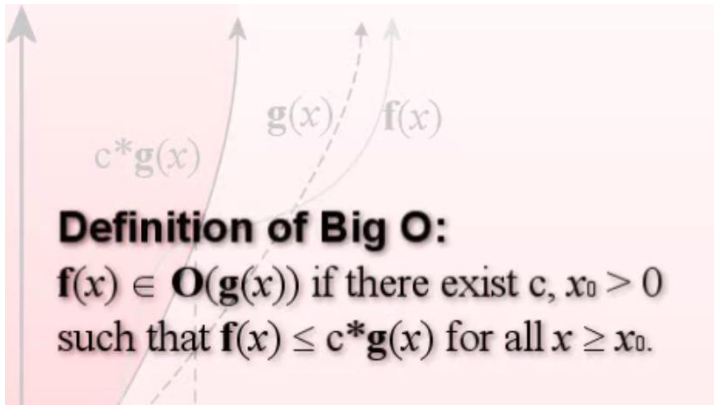 g(x) f(x)
c*g(x)
Definition of Big O:
f(x) ∈ O(g(x)) if there exist c, x₀ > 0
such that f(x) ≤ c*g(x) for all x ≥ x₀.